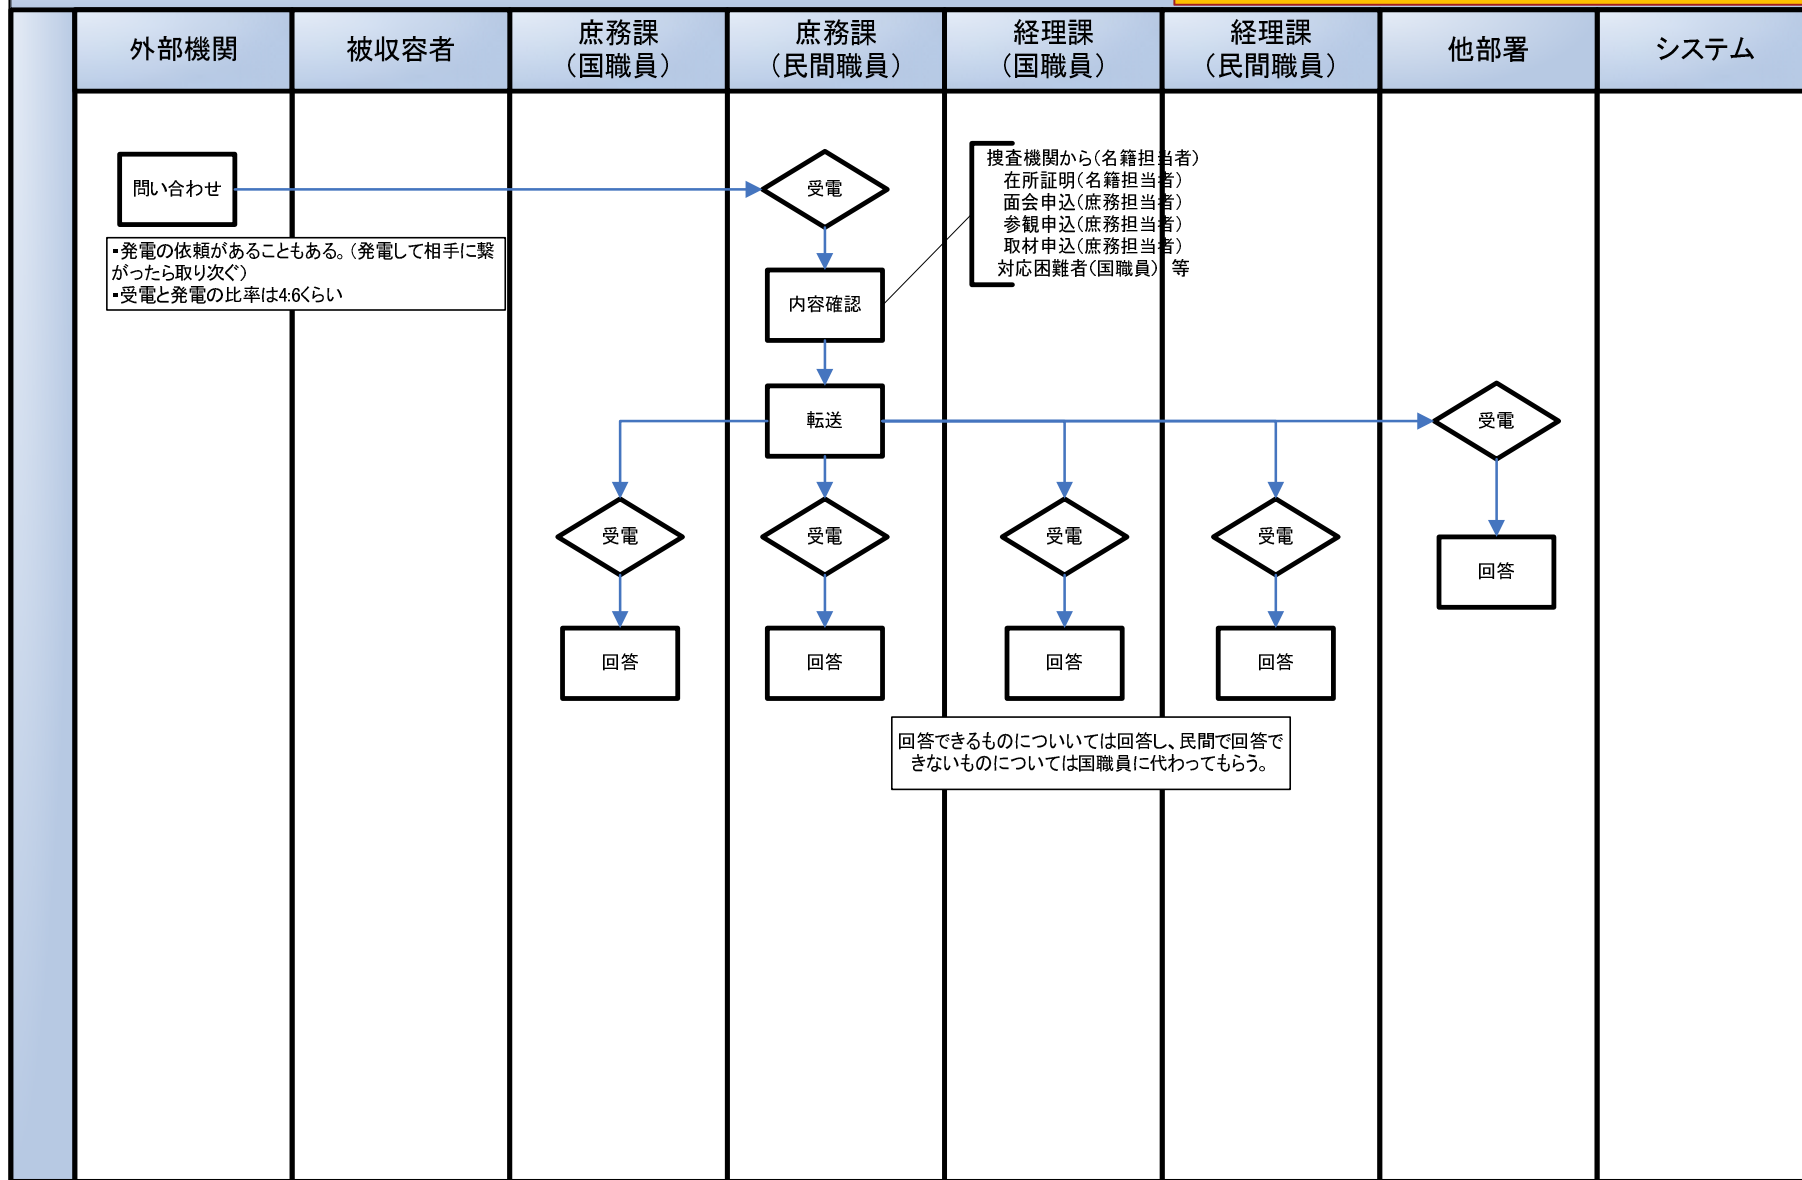 外部機関
被収容者
庶務課
（国職員）
庶務課
（民間職員）
経理課
（国職員）
経理課
（民間職員）
他部署
システム
問い合わせ
受電
捜査機関から（名籍担当者）
在所証明（名籍担当者）
面会申込（庶務担当者）
参観申込（庶務担当者）
取材申込（庶務担当者）
対応困難者（国職員） 等
・発電の依頼があることもある。（発電して相手に繋
がったら取り次ぐ）
・受電と発電の比率は4:6くらい
内容確認
転送
受電
受電
受電
受電
受電
回答
回答
回答
回答
回答
回答できるものについいては回答し、民間で回答で
きないものについては国職員に代わってもらう。